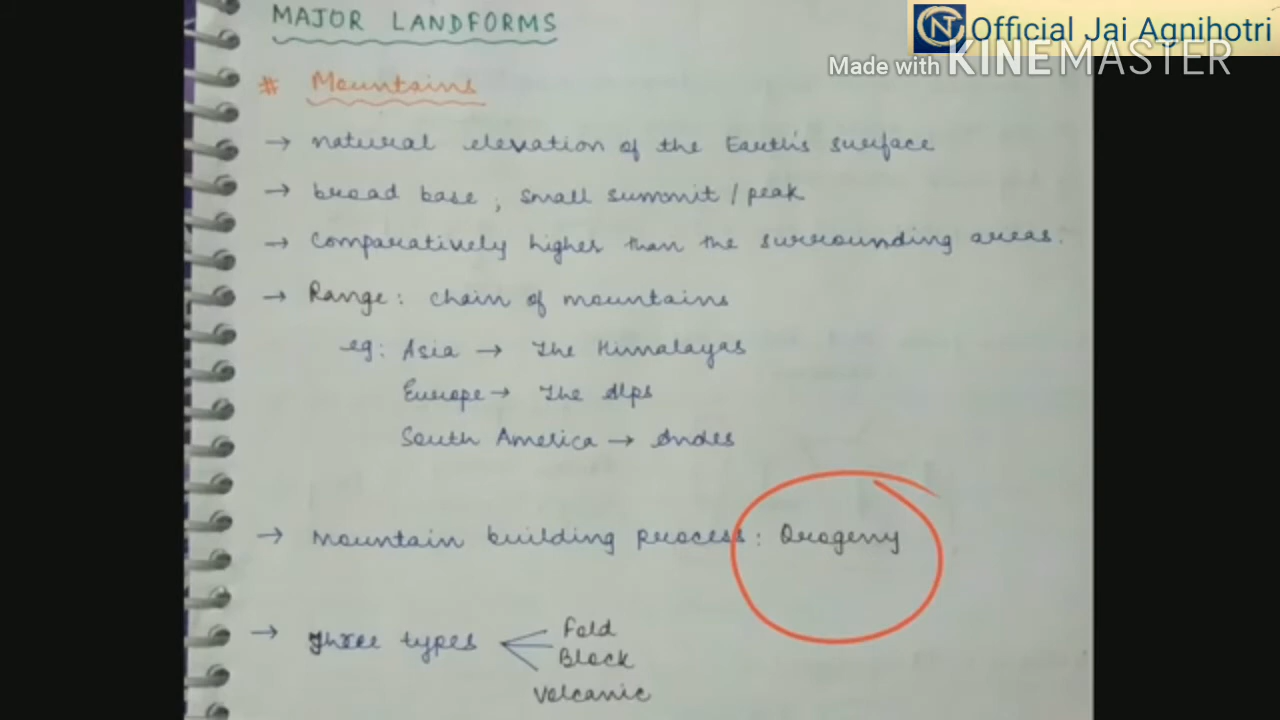 MAJOR LANDFORMS
Official Jai Agnihotri
Made with KINEMASTER
# Mountains
→ natural elevation of the Earth's surface
→ broad base, small summit / peak
→ comparatively higher than the surrounding areas.
→ Range: chain of mountains
eg: Asia → The Himalayas
Europe → The Alps
South America → Andes
→ Mountain building process: Orogeny
→ Three types
Fold
Block
Volcanic